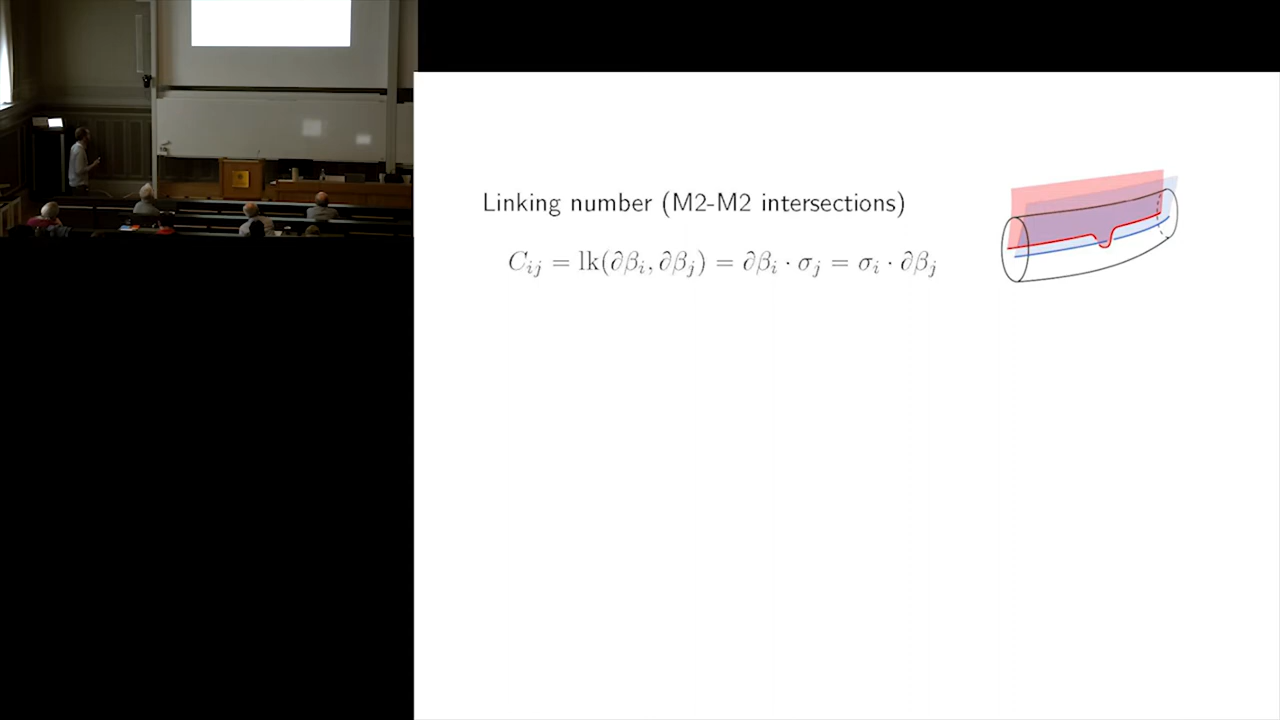 Linking number (M2-M2 intersections)
C_{ij} = lk(∂β_i, ∂β_j) = ∂β_i · σ_j = σ_i · ∂β_j